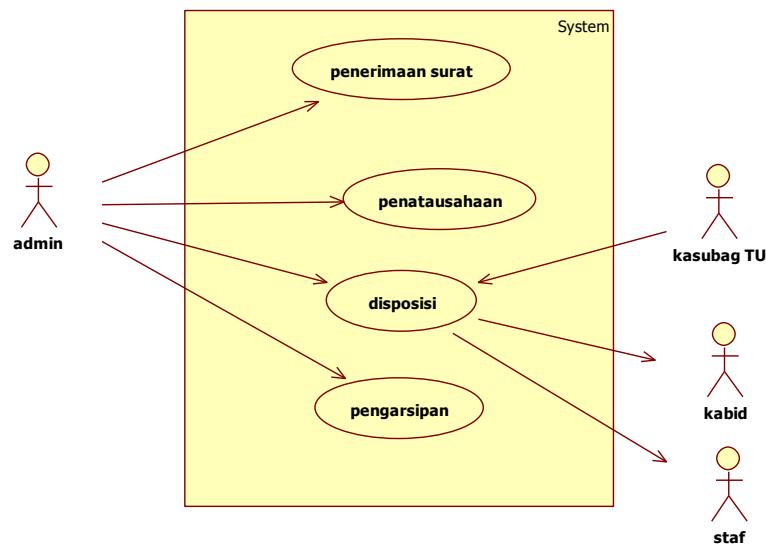 System
penerimaan surat
penatausahaan
admin
kasubag TU
disposisi
kabid
pengarsipan
staf